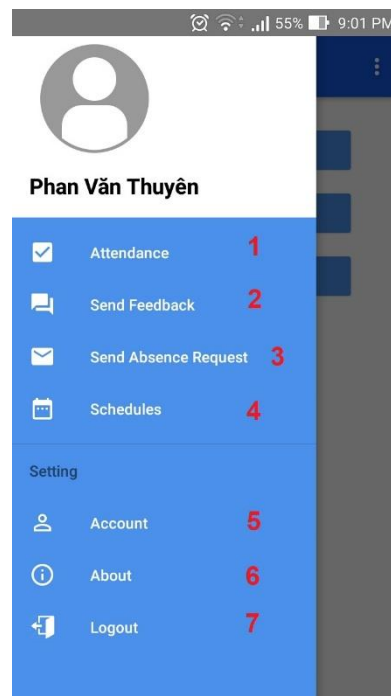 55% 9:01 PM
Phan Văn Thuyên
Attendance 1
Send Feedback 2
Send Absence Request 3
Schedules 4
Setting
Account 5
About 6
Logout 7